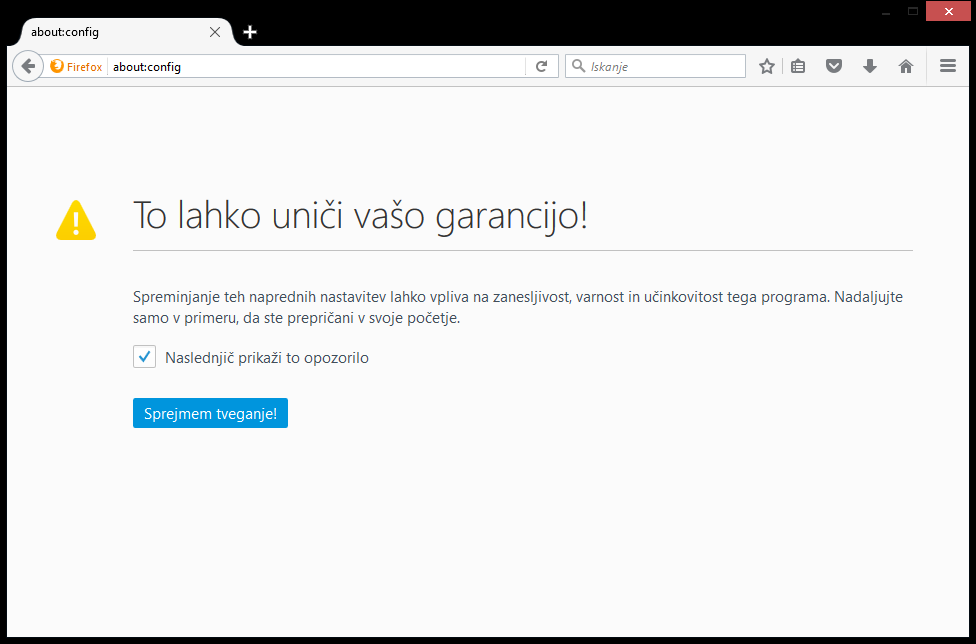 about:config
Firefox about:config Iskanje
To lahko uniči vašo garancijo!
Spreminjanje teh naprednih nastavitev lahko vpliva na zanesljivost, varnost in učinkovitost tega programa. Nadaljujte
samo v primeru, da ste prepričani v svoje početje.
Naslednjič prikaži to opozorilo
Sprejmem tveganje!